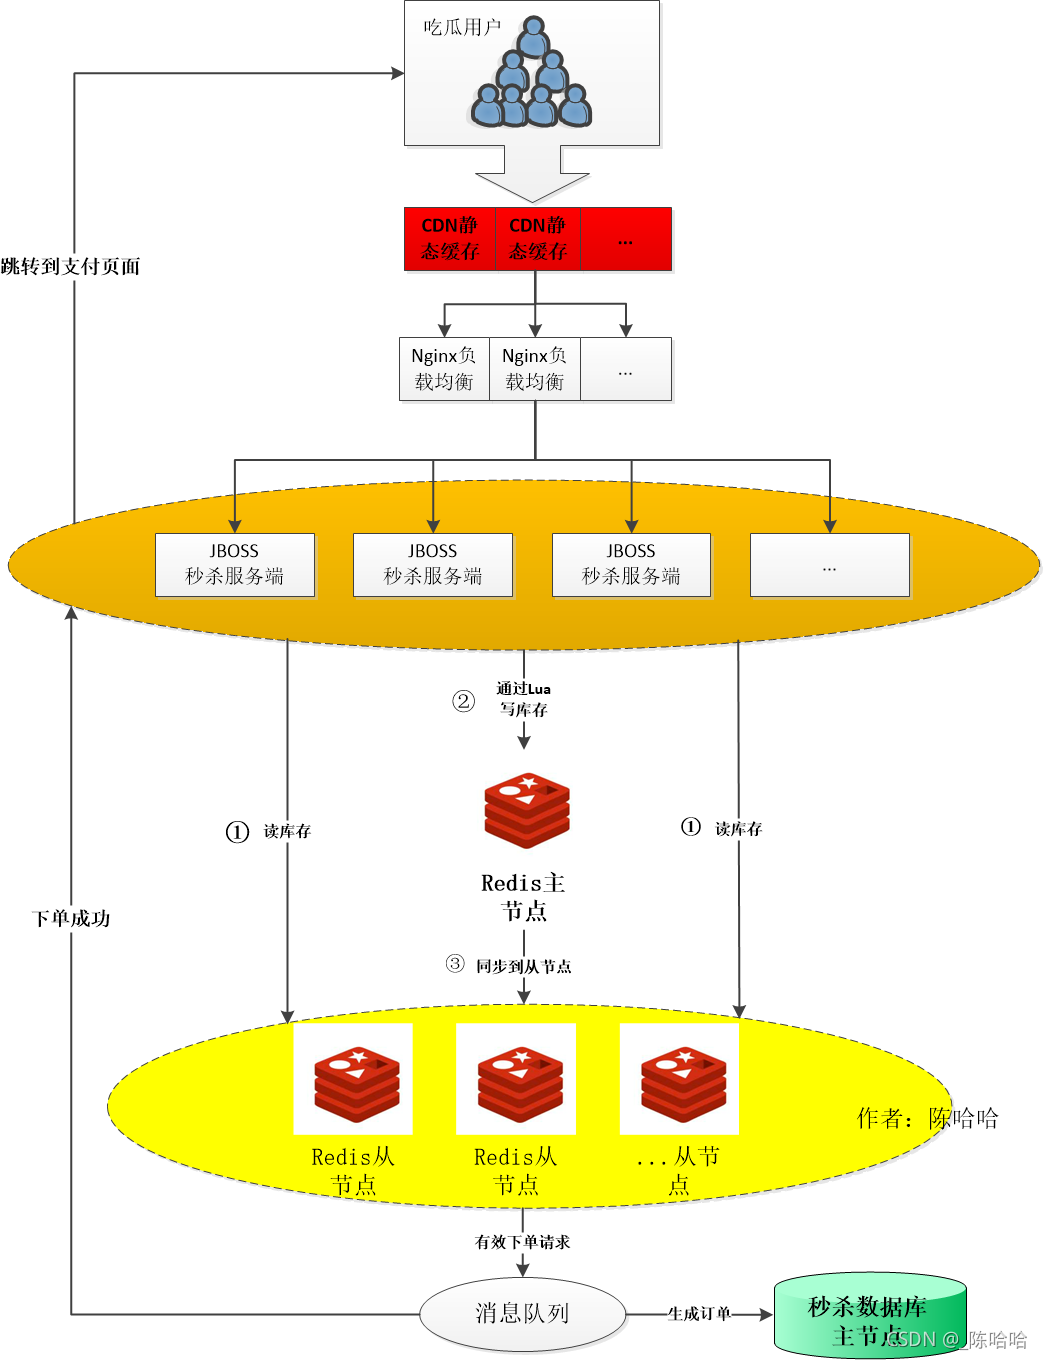 吃瓜用户
跳转到支付页面
CDN静
态缓存
CDN静
态缓存
...
Nginx负
载均衡
Nginx负
载均衡
...
JBOSS
秒杀服务端
JBOSS
秒杀服务端
JBOSS
秒杀服务端
...
② 通过Lua
写库存
① 读库存
① 读库存
Redis主
节点
下单成功
③ 同步到从节点
作者：陈哈哈
Redis从
节点
Redis从
节点
...从节
点
有效下单请求
消息队列
生成订单
秒杀数据库
主节点
CSDN @_陈哈哈